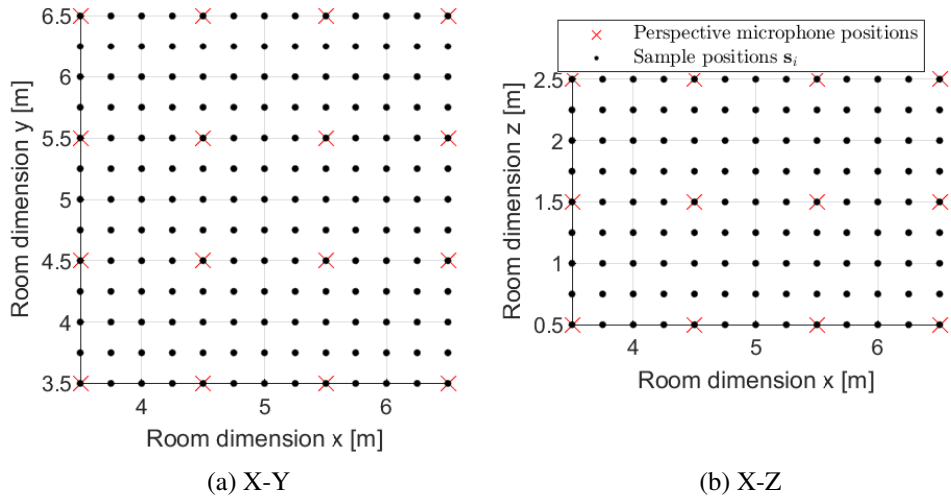 6.5
6
5.5
5
4.5
4
3.5
Room dimension y [m]
4
5
6
Room dimension x [m]
(a) X-Y
Perspective microphone positions
Sample positions sᵢ
2.5
2
1.5
1
0.5
Room dimension z [m]
4
5
6
Room dimension x [m]
(b) X-Z